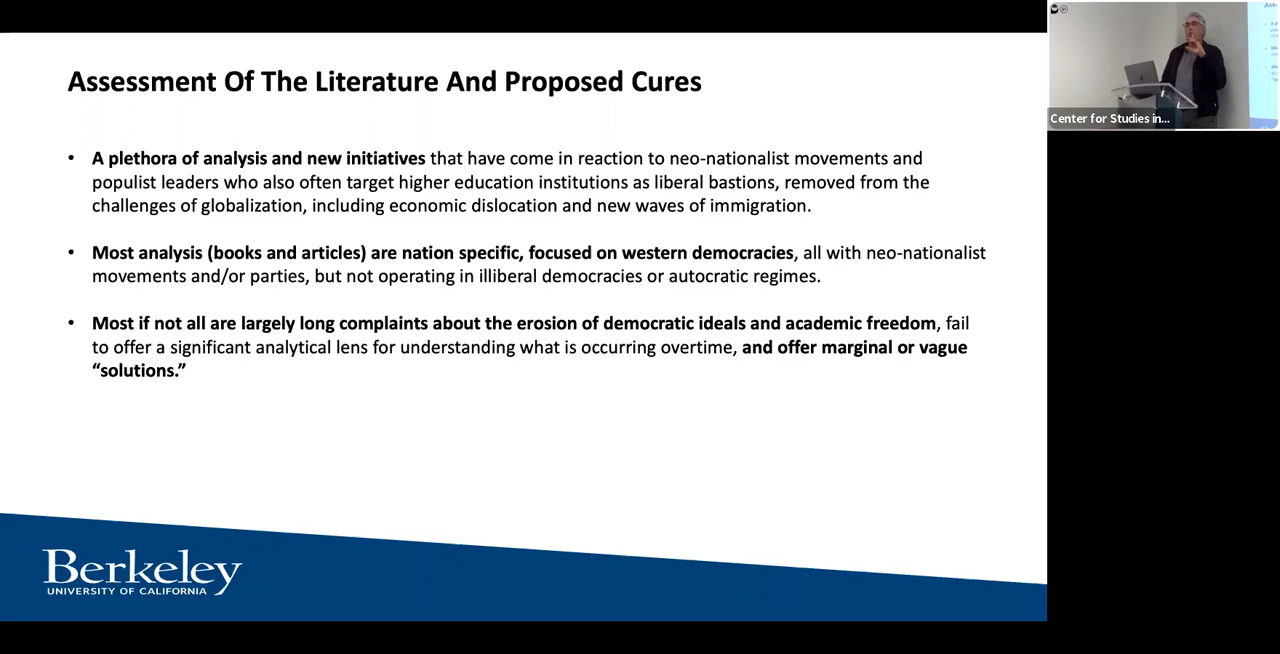 Assessment Of The Literature And Proposed Cures
• A plethora of analysis and new initiatives that have come in reaction to neo-nationalist movements and
populist leaders who also often target higher education institutions as liberal bastions, removed from the
challenges of globalization, including economic dislocation and new waves of immigration.
• Most analysis (books and articles) are nation specific, focused on western democracies, all with neo-nationalist
movements and/or parties, but not operating in illiberal democracies or autocratic regimes.
• Most if not all are largely long complaints about the erosion of democratic ideals and academic freedom, fail
to offer a significant analytical lens for understanding what is occurring overtime, and offer marginal or vague
“solutions.”
Berkeley
UNIVERSITY OF CALIFORNIA
Center for Studies in...